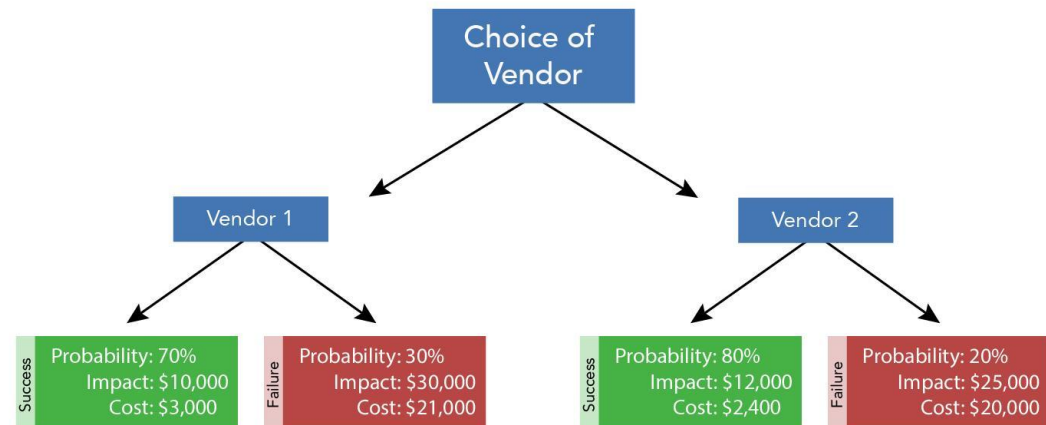 Choice of
Vendor
Vendor 1
Vendor 2
Success
Probability: 70%
Impact: $10,000
Cost: $3,000
Failure
Probability: 30%
Impact: $30,000
Cost: $21,000
Success
Probability: 80%
Impact: $12,000
Cost: $2,400
Failure
Probability: 20%
Impact: $25,000
Cost: $20,000